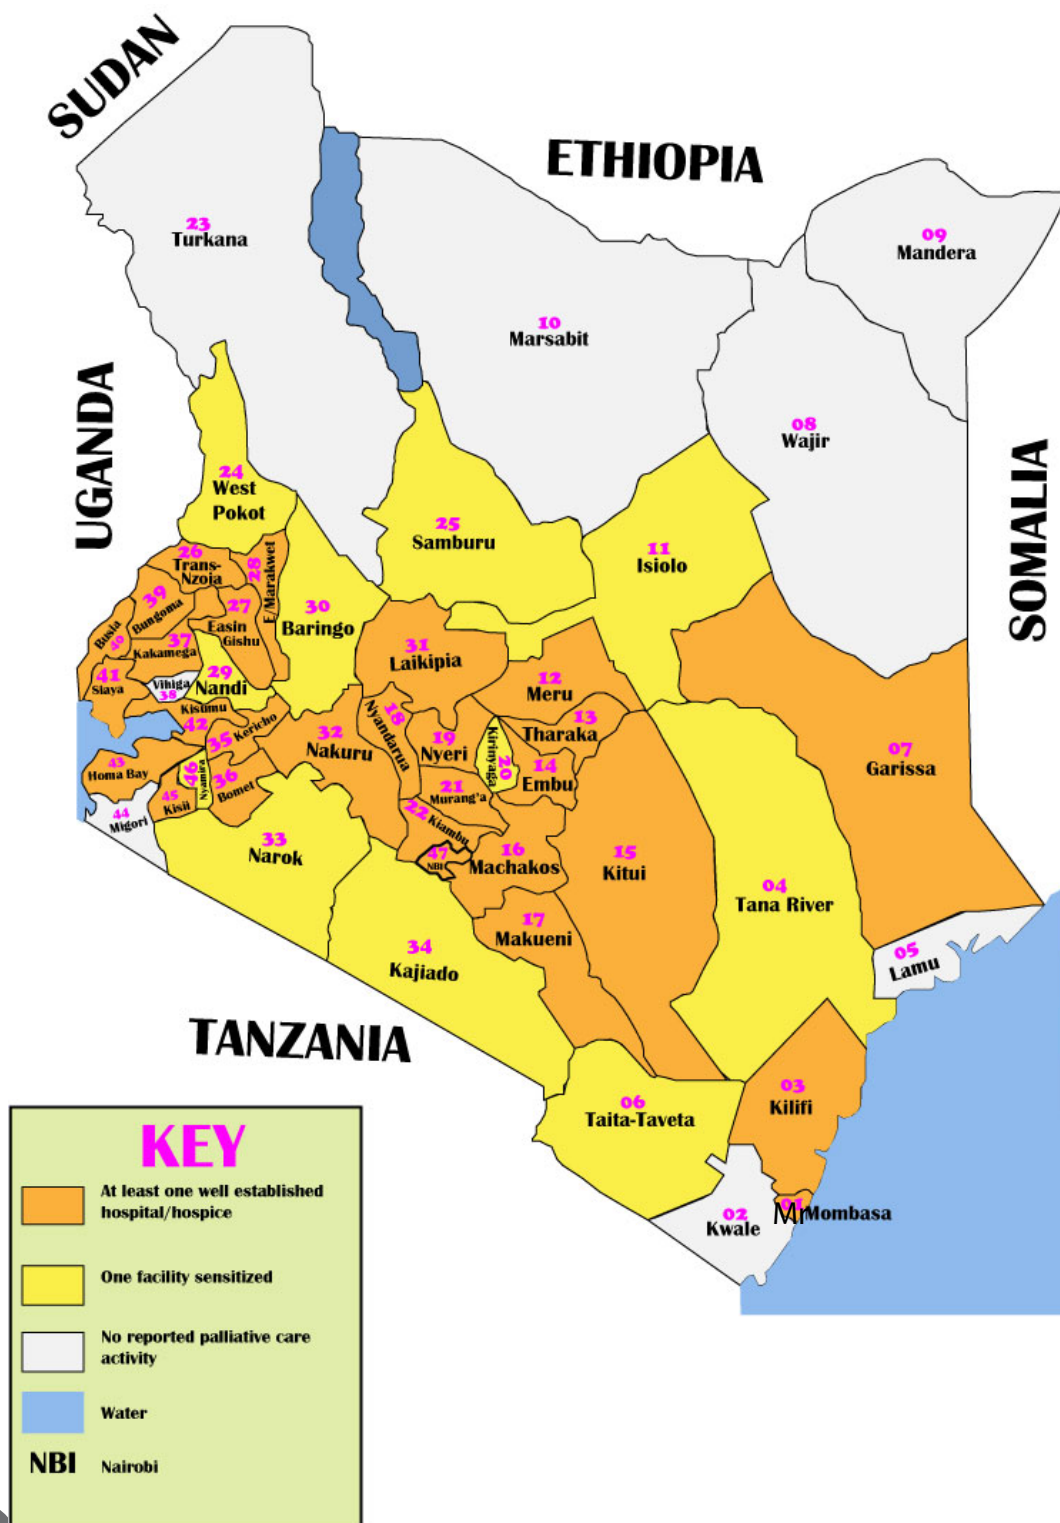 SUDAN
ETHIOPIA
UGANDA
SOMALIA
TANZANIA
23
Turkana
09
Mandera
10
Marsabit
08
Wajir
24
West
Pokot
25
Samburu
11
Isiolo
26
Trans-
Nzoia
28
E/Marakwet
39
Bungoma
27
Easin
Gishu
30
Baringo
Busia
40
37
Kakamega
31
Laikipia
41
Siaya
Vihiga
38
29
Nandi
12
Meru
Kisumu
42
35
Kericho
32
Nakuru
18
Nyandarua
19
Nyeri
Kirinyaga
20
13
Tharaka
14
Embu
07
Garissa
43
Homa Bay
46
Nyamira
36
Bomet
45
Kisii
21
Murang'a
22
Kiambu
44
Migori
33
Narok
47
NBI
16
Machakos
15
Kitui
04
Tana River
17
Makueni
34
Kajiado
05
Lamu
06
Taita-Taveta
03
Kilifi
02
Kwale
01
Mr
Mombasa
KEY
At least one well established
hospital/hospice
One facility sensitized
No reported palliative care
activity
Water
NBI Nairobi